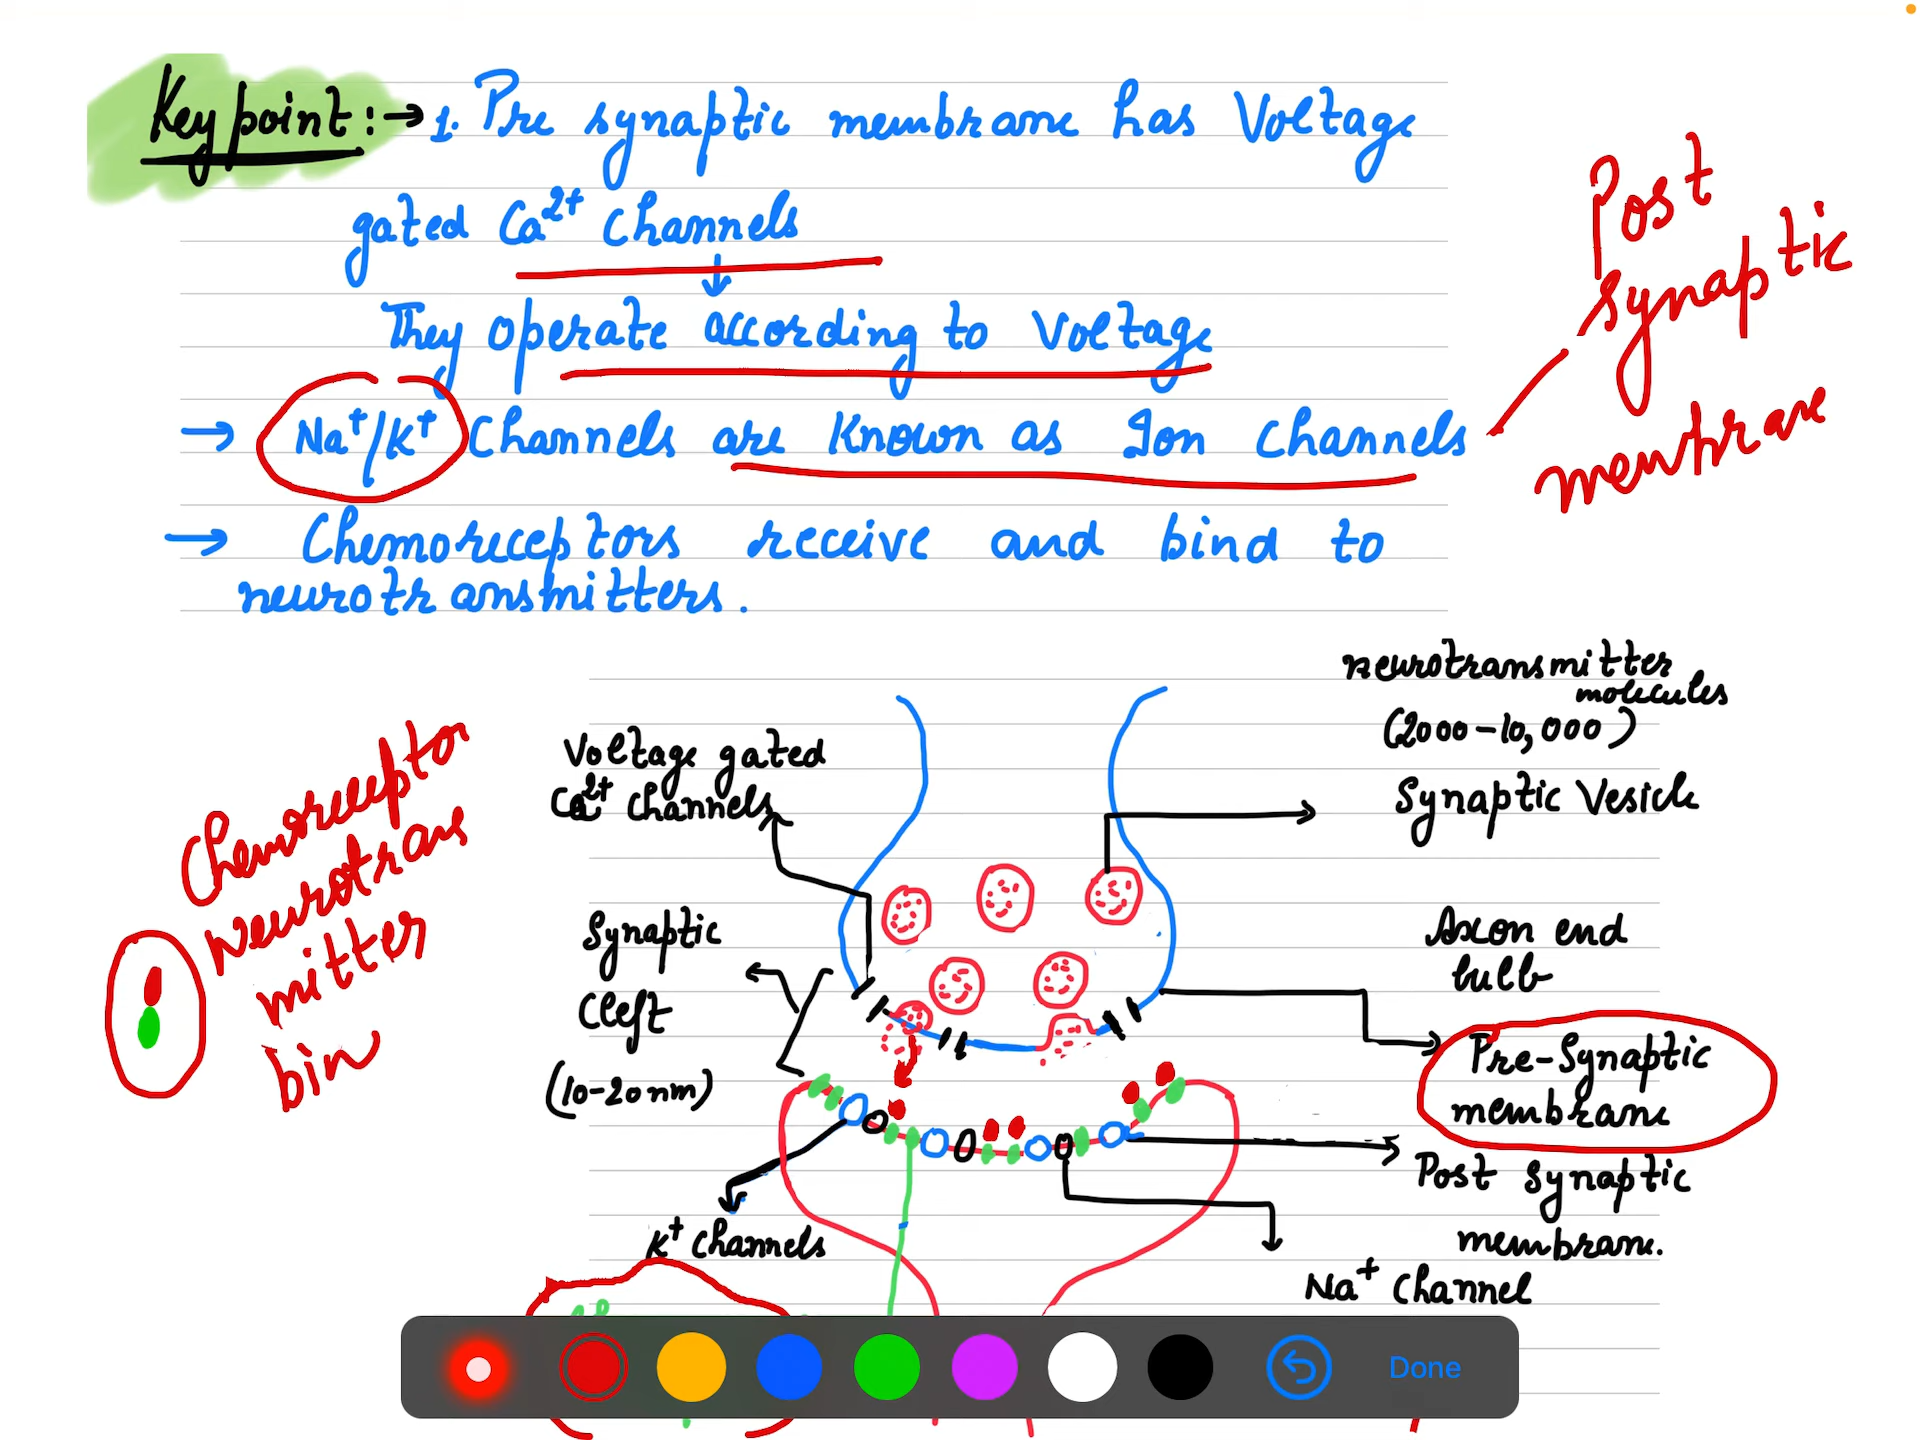 Key point :→ 1. Pre synaptic membrane has Voltage
gated Ca²⁺ channels
↓
They operate according to Voltage
→ Na⁺/K⁺ Channels are Known as Ion channels
Post
synaptic
membrane
→ Chemoreceptors receive and bind to
neurotransmitters.
neurotransmitter
molecules
(2000-10,000)
Synaptic Vesicle
Voltage gated
Ca²⁺ channels
Chemoreceptor
Neurotrans
mitter
bin
Synaptic
Cleft
(10-20nm)
Axon end
bulb
Pre-Synaptic
membrane
Post synaptic
membrane.
K⁺ channels
Na⁺ channel
Done